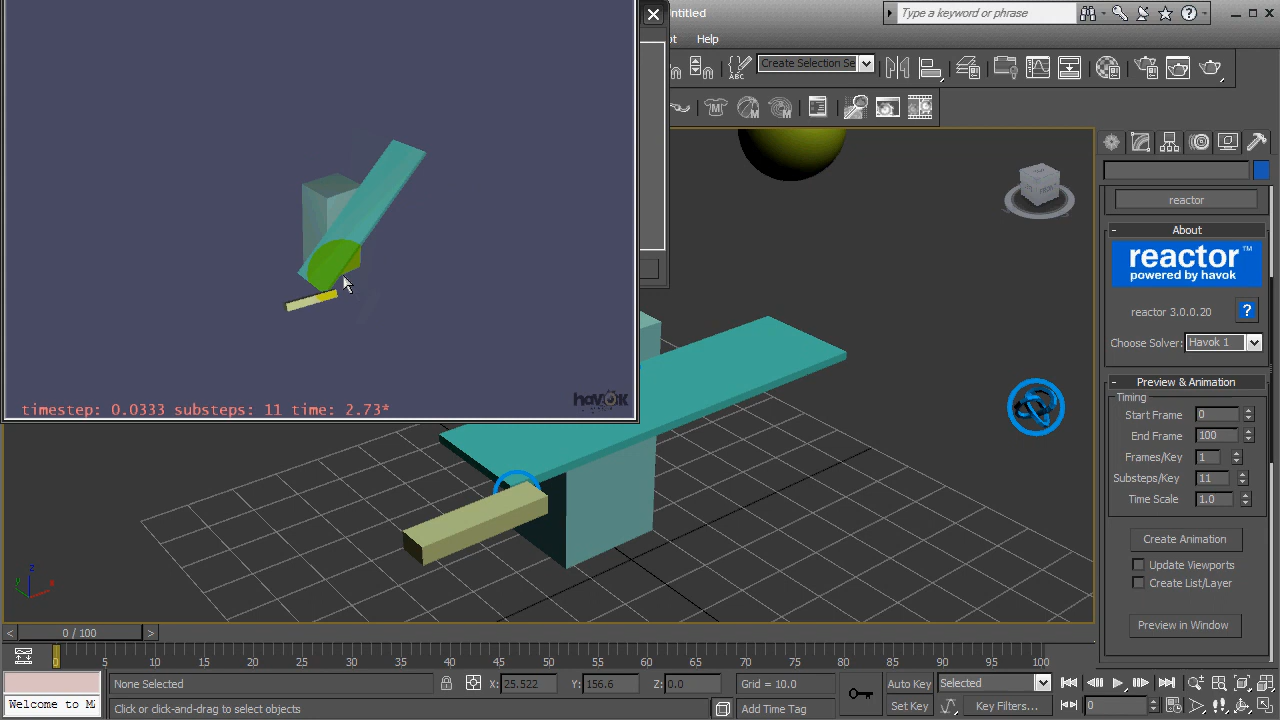 ntitled
Type a keyword or phrase
Help
ABC
Create Selection Se
M
M
M
reactor
About
reactor™
powered by havok
reactor 3.0.0.20
?
Choose Solver: Havok 1
Preview & Animation
Timing
Start Frame 0
End Frame 100
Frames/Key 1
Substeps/Key 11
Time Scale 1.0
Create Animation
Update Viewports
Create List/Layer
Preview in Window
timestep: 0.0333 substeps: 11 time: 2.73*
havok
z
y
x
< 0 / 100 >
0 5 10 15 20 25 30 35 40 45 50 55 60 65 70 75 80 85 90 95 100
None Selected
X: 25.522 Y: 156.6 Z: 0.0
Grid = 10.0
Auto Key
Selected
Welcome to M
Click or click-and-drag to select objects
Add Time Tag
Set Key
Key Filters...
0